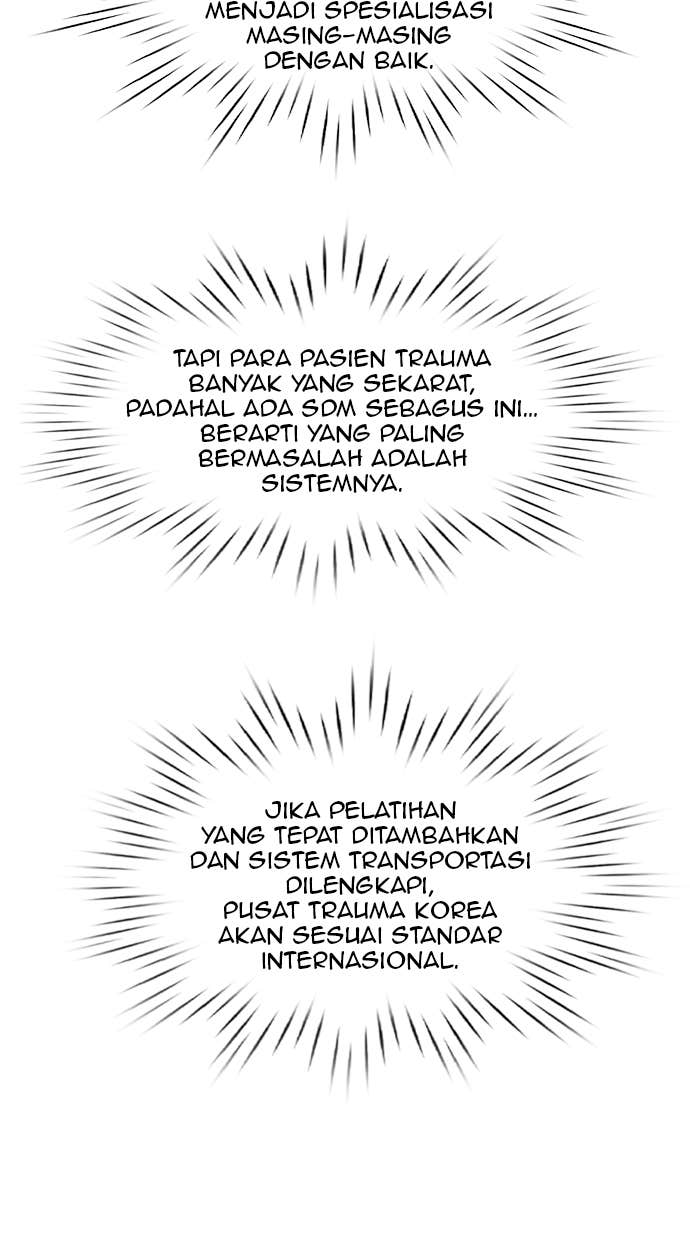 MENJADI SPESIALISASI
MASING-MASING
DENGAN BAIK.
TAPI PARA PASIEN TRAUMA
BANYAK YANG SEKARAT,
PADAHAL ADA SDM SEBAGUS INI...
BERARTI YANG PALING
BERMASALAH ADALAH
SISTEMNYA.
JIKA PELATIHAN
YANG TEPAT DITAMBAHKAN
DAN SISTEM TRANSPORTASI
DILENGKAPI,
PUSAT TRAUMA KOREA
AKAN SESUAI STANDAR
INTERNASIONAL.